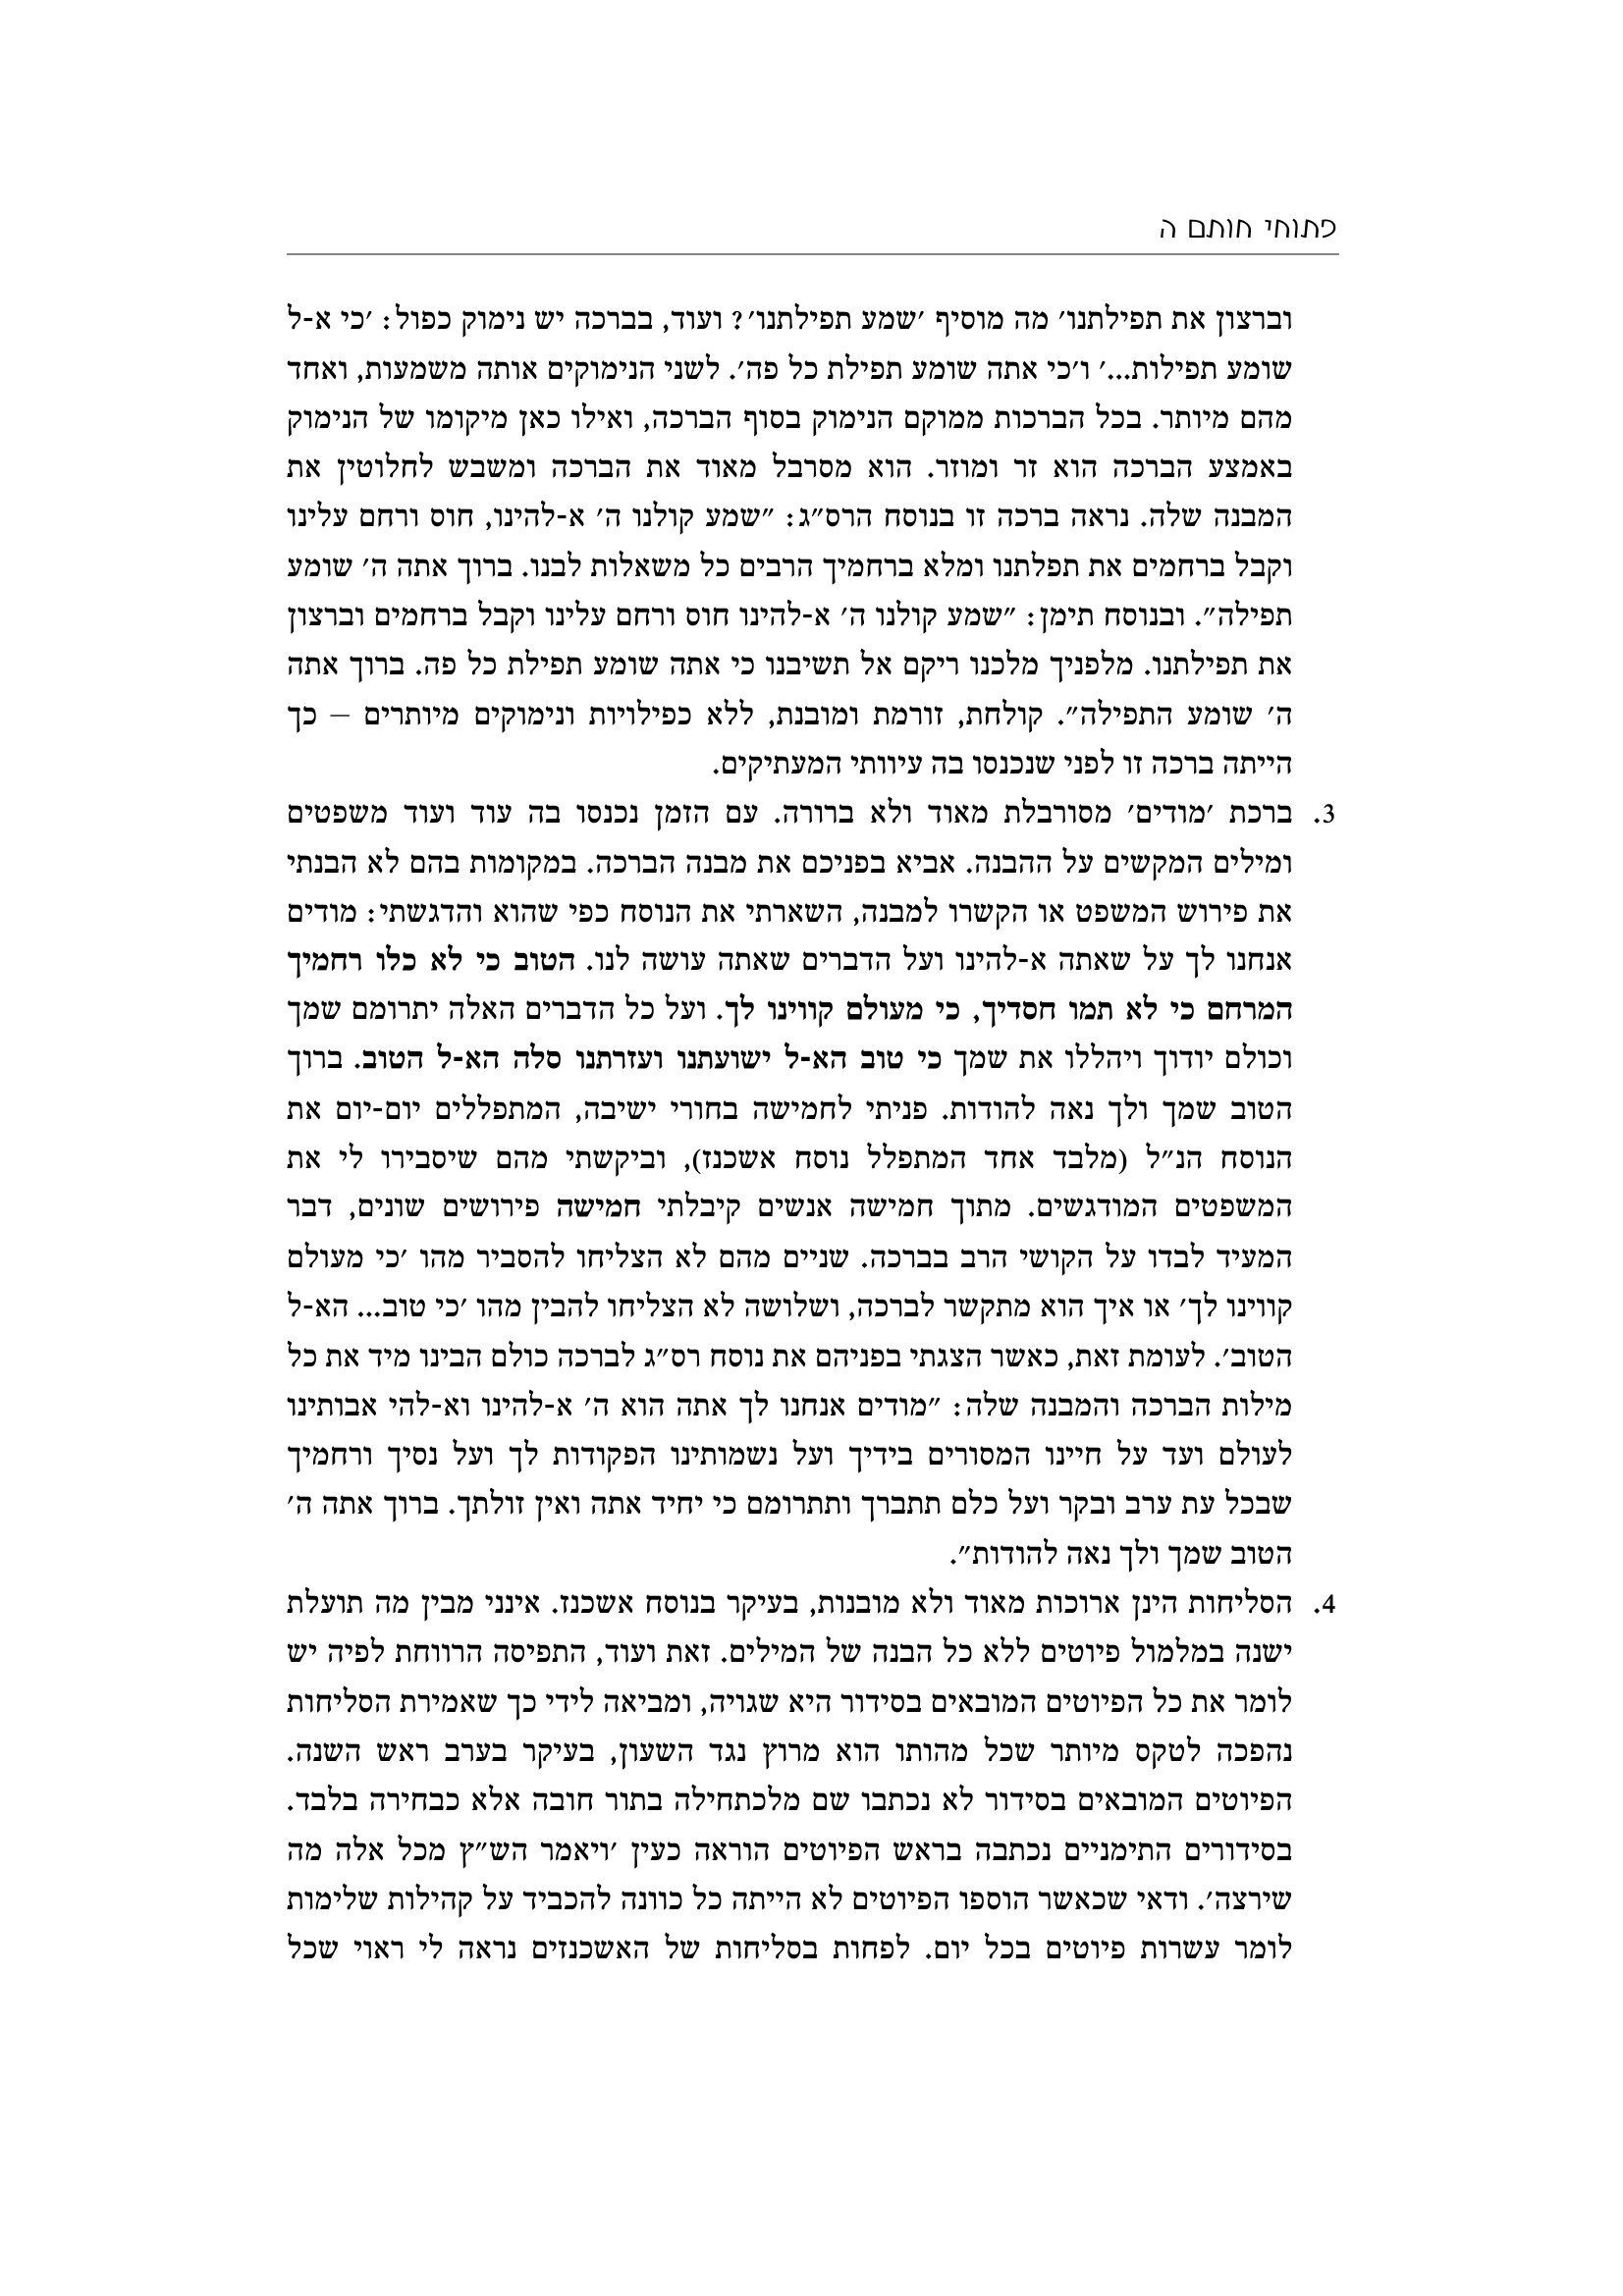 פתוחי חותם ה
וברצון את תפילתנו׳ מה מוסיף ׳שמע תפילתנו׳? ועוד, בברכה יש נימוק כפול: ׳כי א-ל
שומע תפילות...׳ ו׳כי אתה שומע תפילת כל פה׳. לשני הנימוקים אותה משמעות, ואחד
מהם מיותר. בכל הברכות ממוקם הנימוק בסוף הברכה, ואילו כאן מיקומו של הנימוק
באמצע הברכה הוא זר ומוזר. הוא מסרבל מאוד את הברכה ומשבש לחלוטין את
המבנה שלה. נראה ברכה זו בנוסח הרס״ג: ״שמע קולנו ה׳ א-להינו, חוס ורחם עלינו
וקבל ברחמים את תפלתנו ומלא ברחמיך הרבים כל משאלות לבנו. ברוך אתה ה׳ שומע
תפילה״. ובנוסח תימן: ״שמע קולנו ה׳ א-להינו חוס ורחם עלינו וקבל ברחמים וברצון
את תפילתנו. מלפניך מלכנו ריקם אל תשיבנו כי אתה שומע תפילת כל פה. ברוך אתה
ה׳ שומע התפילה״. קולחת, זורמת ומובנת, ללא כפילויות ונימוקים מיותרים – כך
הייתה ברכה זו לפני שנכנסו בה עיוותי המעתיקים.
3. ברכת ׳מודים׳ מסורבלת מאוד ולא ברורה. עם הזמן נכנסו בה עוד ועוד משפטים
ומילים המקשים על ההבנה. אביא בפניכם את מבנה הברכה. במקומות בהם לא הבנתי
את פירוש המשפט או הקשרו למבנה, השארתי את הנוסח כפי שהוא והדגשתי: מודים
אנחנו לך על שאתה א-להינו ועל הדברים שאתה עושה לנו. הטוב כי לא כלו רחמיך
המרחם כי לא תמו חסדיך, כי מעולם קווינו לך. ועל כל הדברים האלה יתרומם שמך
וכולם יודוך ויהללו את שמך כי טוב הא-ל ישועתנו ועזרתנו סלה הא-ל הטוב. ברוך
הטוב שמך ולך נאה להודות. פניתי לחמישה בחורי ישיבה, המתפללים יום-יום את
הנוסח הנ״ל (מלבד אחד המתפלל נוסח אשכנז), וביקשתי מהם שיסבירו לי את
המשפטים המודגשים. מתוך חמישה אנשים קיבלתי חמישה פירושים שונים, דבר
המעיד לבדו על הקושי הרב בברכה. שניים מהם לא הצליחו להסביר מהו ׳כי מעולם
קווינו לך׳ או איך הוא מתקשר לברכה, ושלושה לא הצליחו להבין מהו ׳כי טוב... הא-ל
הטוב׳. לעומת זאת, כאשר הצגתי בפניהם את נוסח רס״ג לברכה כולם הבינו מיד את כל
מילות הברכה והמבנה שלה: ״מודים אנחנו לך אתה הוא ה׳ א-להינו וא-להי אבותינו
לעולם ועד על חיינו המסורים בידיך ועל נשמותינו הפקודות לך ועל נסיך ורחמיך
שבכל עת ערב ובקר ועל כלם תתברך ותתרומם כי יחיד אתה ואין זולתך. ברוך אתה ה׳
הטוב שמך ולך נאה להודות״.
4. הסליחות הינן ארוכות מאוד ולא מובנות, בעיקר בנוסח אשכנז. אינני מבין מה תועלת
ישנה במלמול פיוטים ללא כל הבנה של המילים. זאת ועוד, התפיסה הרווחת לפיה יש
לומר את כל הפיוטים המובאים בסידור היא שגויה, ומביאה לידי כך שאמירת הסליחות
נהפכה לטקס מיותר שכל מהותו הוא מרוץ נגד השעון, בעיקר בערב ראש השנה.
הפיוטים המובאים בסידור לא נכתבו שם מלכתחילה בתור חובה אלא כבחירה בלבד.
בסידורים התימניים נכתבה בראש הפיוטים הוראה כעין ׳ויאמר הש״ץ מכל אלה מה
שירצה׳. ודאי שכאשר הוספו הפיוטים לא הייתה כל כוונה להכביד על קהילות שלימות
לומר עשרות פיוטים בכל יום. לפחות בסליחות של האשכנזים נראה לי ראוי שכל